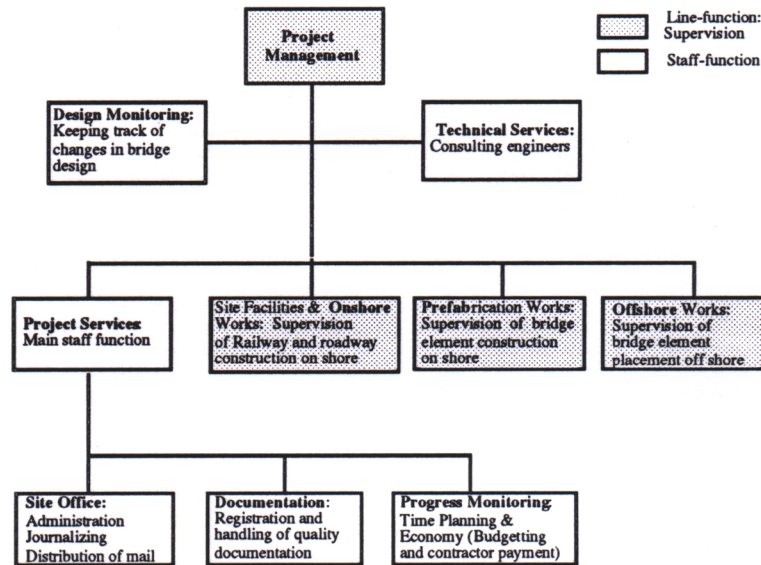 Project
Management
Line-function:
Supervision
Staff-function
Design Monitoring:
Keeping track of
changes in bridge
design
Technical Services:
Consulting engineers
Project Services:
Main staff function
Site Facilities & Onshore
Works: Supervision
of Railway and roadway
construction on shore
Prefabrication Works:
Supervision of bridge
element construction
on shore
Offshore Works:
Supervision of
bridge element
placement off shore
Site Office:
Administration
Journalizing
Distribution of mail
Documentation:
Registration and
handling of quality
documentation
Progress Monitoring:
Time Planning &
Economy (Budgetting
and contractor payment)